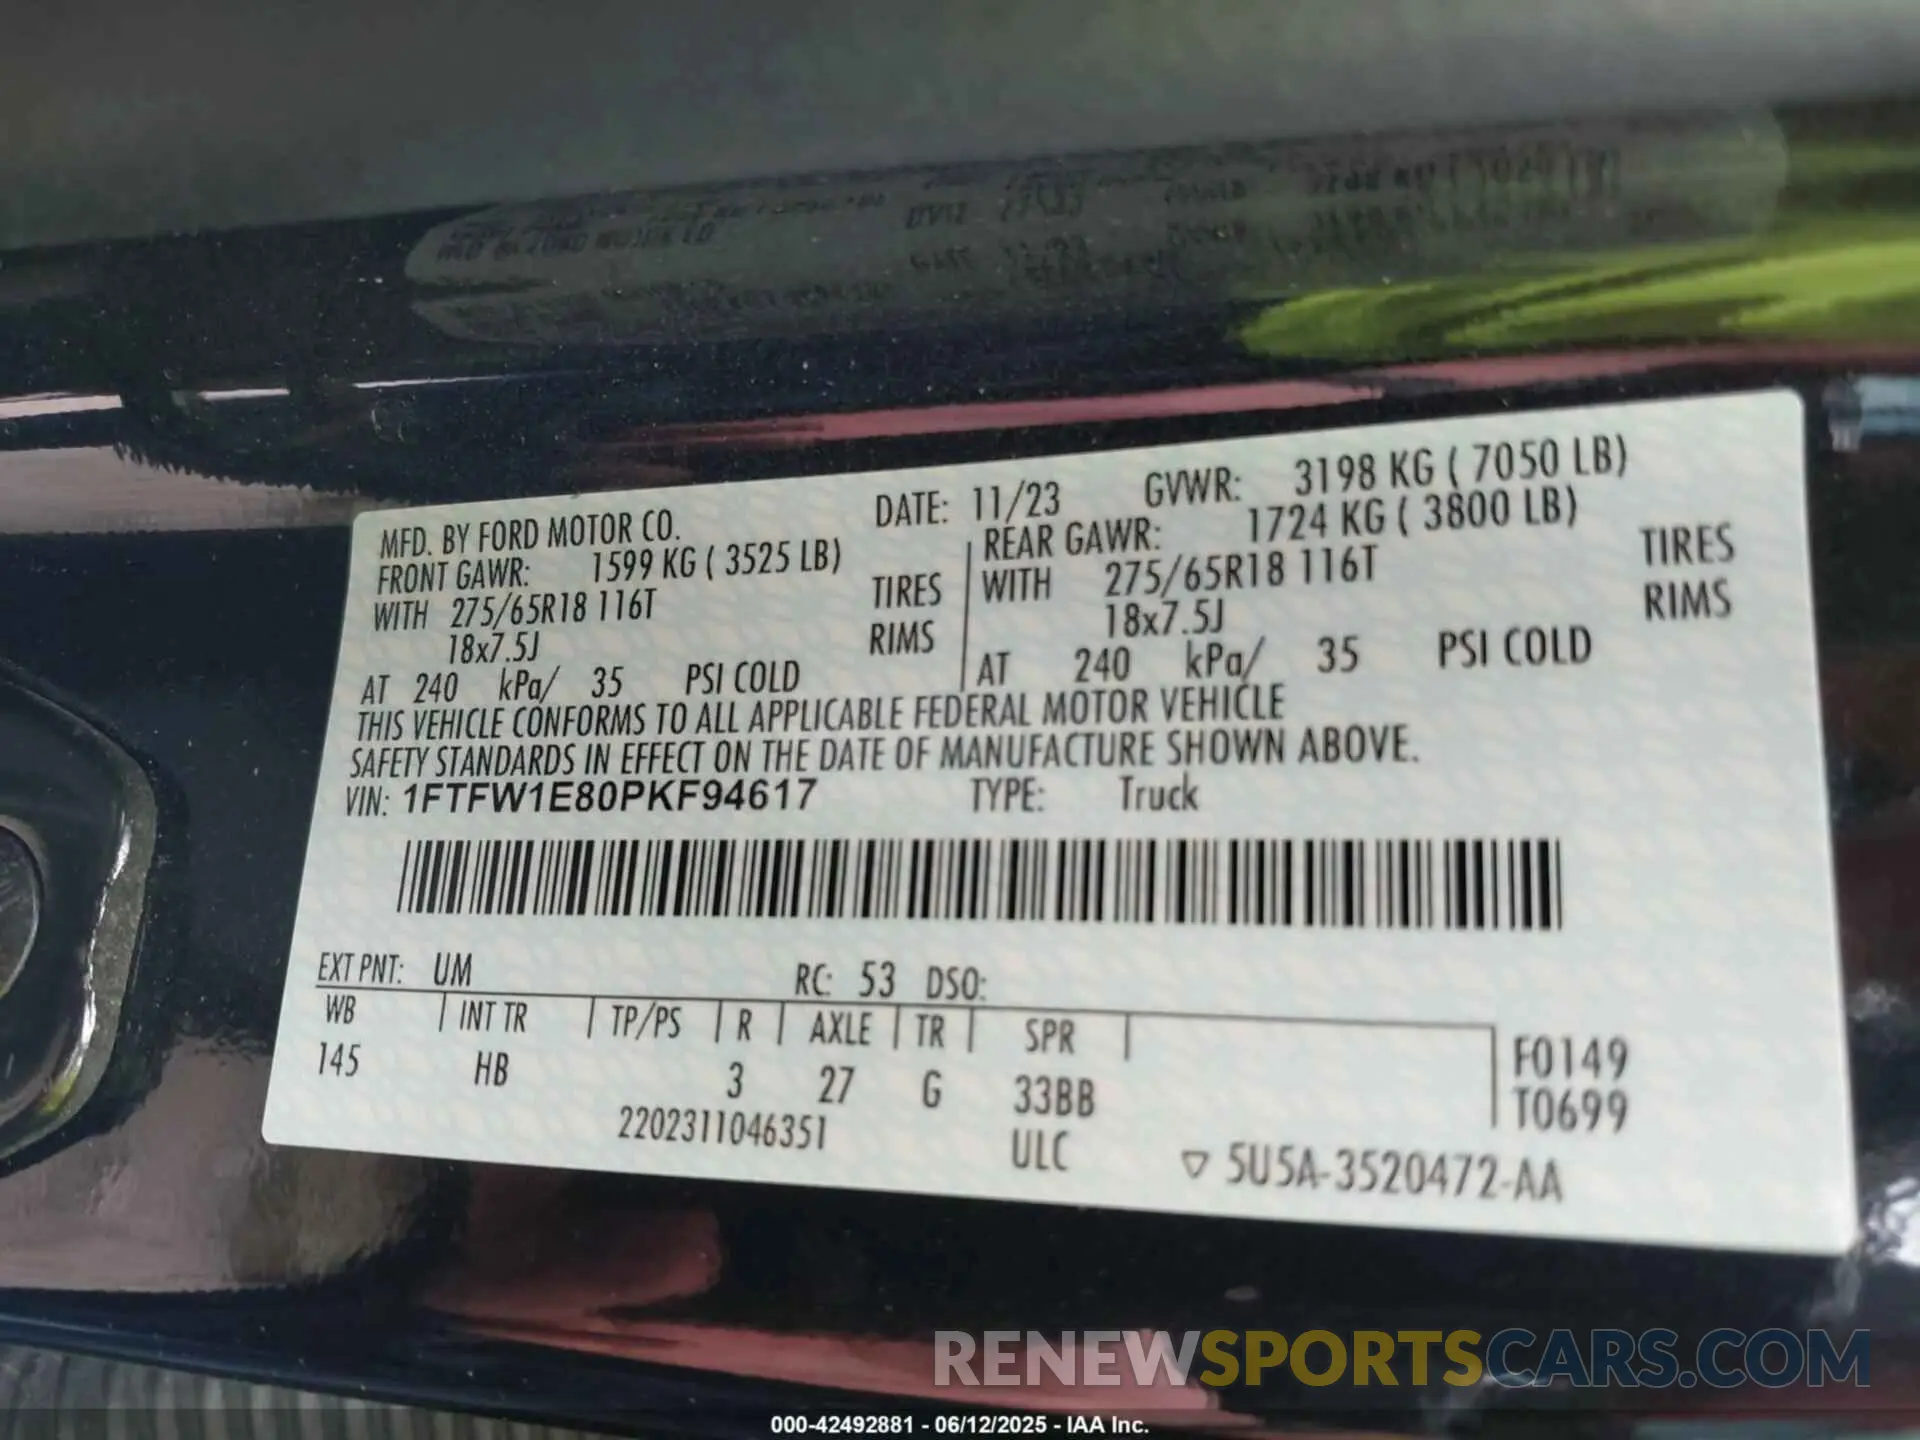 MFD. BY FORD MOTOR CO. DATE: 11/23 GVWR: 3198 KG ( 7050 LB)
FRONT GAWR: 1599 KG ( 3525 LB) REAR GAWR: 1724 KG ( 3800 LB)
WITH 275/65R18 116T TIRES WITH 275/65R18 116T TIRES
18x7.5J RIMS 18x7.5J RIMS
AT 240 kPa/ 35 PSI COLD AT 240 kPa/ 35 PSI COLD
THIS VEHICLE CONFORMS TO ALL APPLICABLE FEDERAL MOTOR VEHICLE
SAFETY STANDARDS IN EFFECT ON THE DATE OF MANUFACTURE SHOWN ABOVE.
VIN: 1FTFW1E80PKF94617 TYPE: Truck
EXT PNT: UM RC: 53 DSO:
WB INT TR TP/PS R AXLE TR SPR F0149
145 HB 3 27 G 33BB T0699
2202311046351 ULC ▽ 5U5A-3520472-AA
RENEWSPORTSCARS.COM
000-42492881 - 06/12/2025 - IAA Inc.